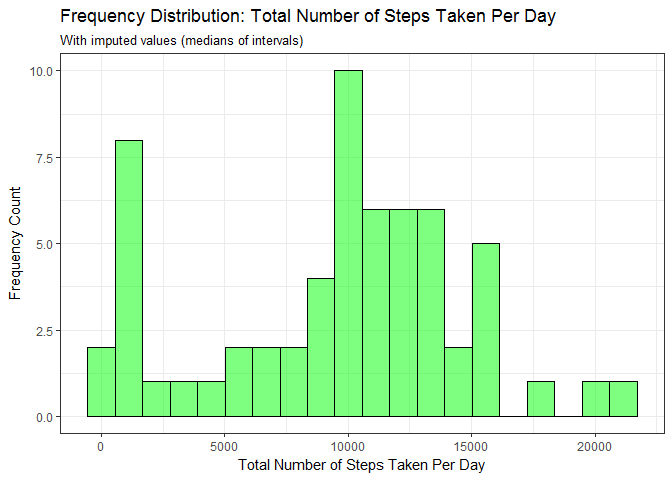 Frequency Distribution: Total Number of Steps Taken Per Day
With imputed values (medians of intervals)
10.0
7.5
5.0
2.5
0.0
Frequency Count
0 5000 10000 15000 20000
Total Number of Steps Taken Per Day